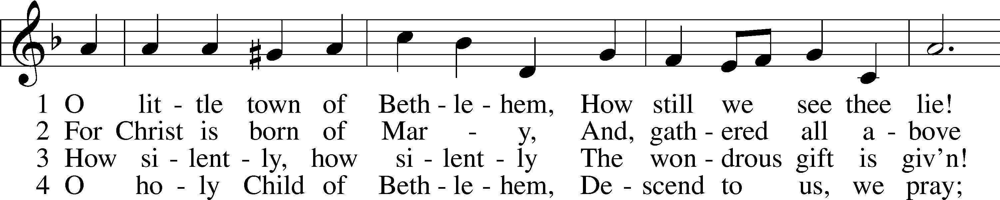 1 O lit - tle town of Beth - le - hem, How still we see thee lie!
2 For Christ is born of Mar - y, And, gath - ered all a - bove
3 How si - lent - ly, how si - lent - ly The won - drous gift is giv’n!
4 O ho - ly Child of Beth - le - hem, De - scend to us, we pray;